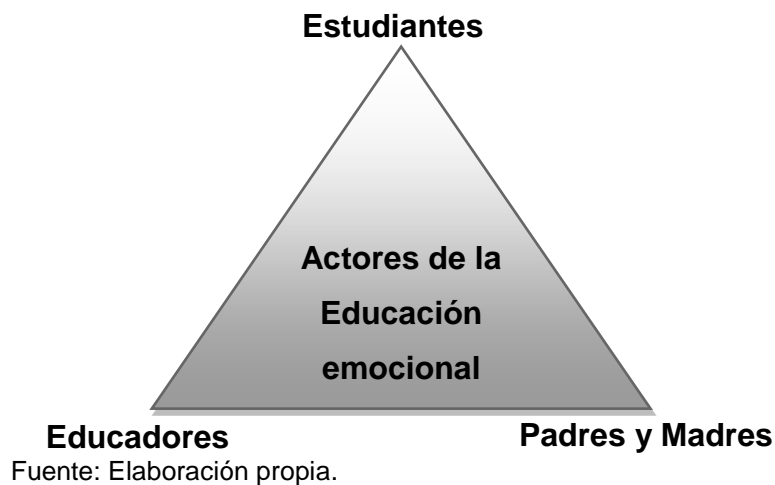 Estudiantes
Actores de la
Educación
emocional
Educadores
Padres y Madres
Fuente: Elaboración propia.